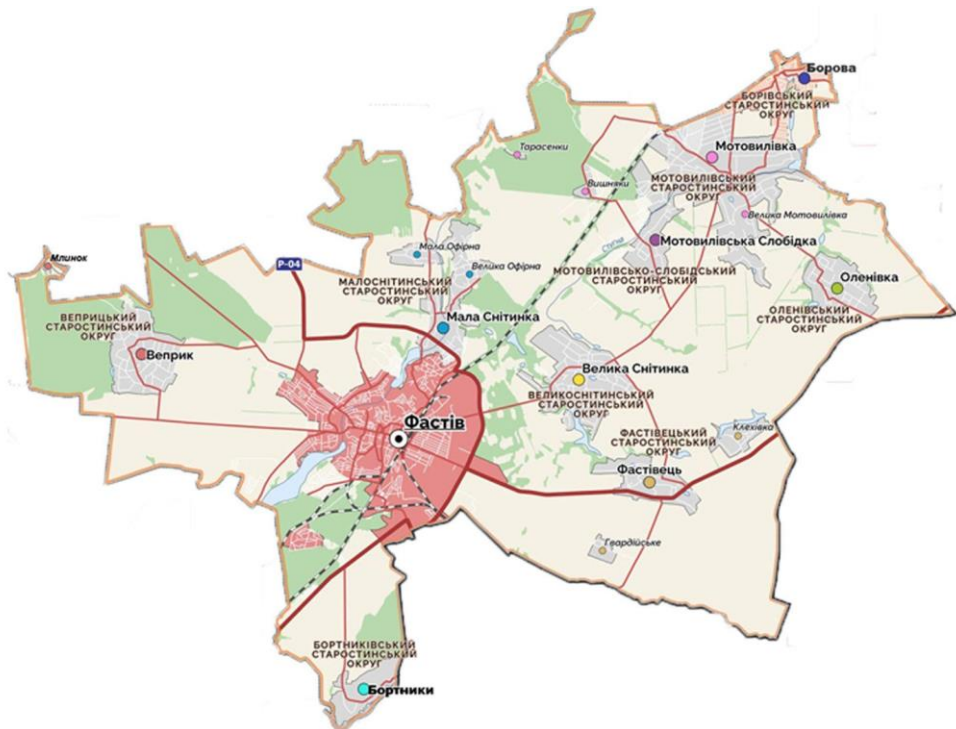 Борова
БОРІВСЬКИЙ
СТАРОСТИНСЬКИЙ
ОКРУГ
Тарасенки
Мотовилівка
Вишняки
МОТОВИЛІВСЬКИЙ
СТАРОСТИНСЬКИЙ
ОКРУГ
Велика Мотовилівка
Стугна
Мотовилівська Слобідка
Мала Офірна
Млинок
Р-04
Велика Офірна
МАЛОСНІТИНСЬКИЙ
СТАРОСТИНСЬКИЙ
ОКРУГ
МОТОВИЛІВСЬКО-СЛОБІДСЬКИЙ
СТАРОСТИНСЬКИЙ
ОКРУГ
Оленівка
ОЛЕНІВСЬКИЙ
СТАРОСТИНСЬКИЙ
ОКРУГ
ВЕПРИЦЬКИЙ
СТАРОСТИНСЬКИЙ
ОКРУГ
Мала Снітинка
Веприк
Велика Снітинка
ВЕЛИКОСНІТИНСЬКИЙ
СТАРОСТИНСЬКИЙ
ОКРУГ
Фастів
ФАСТІВЕЦЬКИЙ
СТАРОСТИНСЬКИЙ
ОКРУГ
Клехівка
Фастівець
Гвардійське
БОРТНИКІВСЬКИЙ
СТАРОСТИНСЬКИЙ
ОКРУГ
Бортники